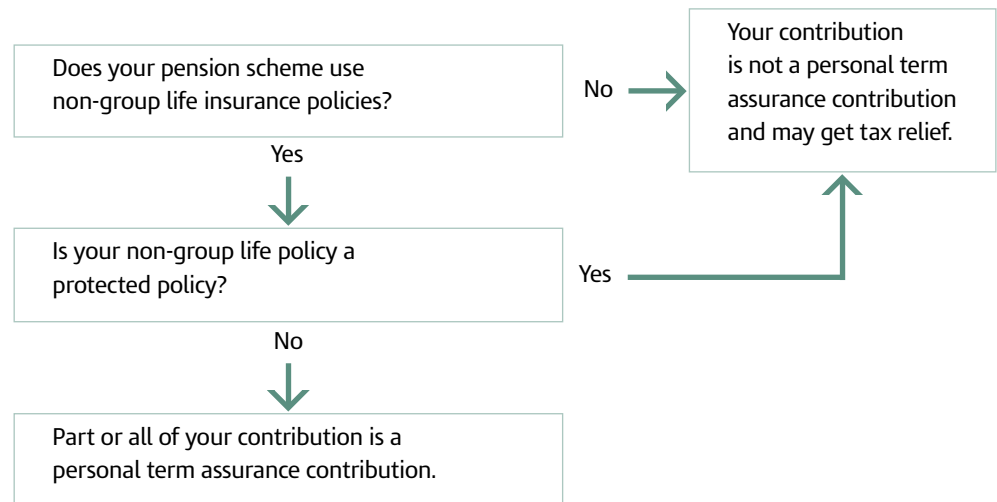 Does your pension scheme use
non-group life insurance policies?
No
Your contribution
is not a personal term
assurance contribution
and may get tax relief.
Yes
Is your non-group life policy a
protected policy?
Yes
No
Part or all of your contribution is a
personal term assurance contribution.